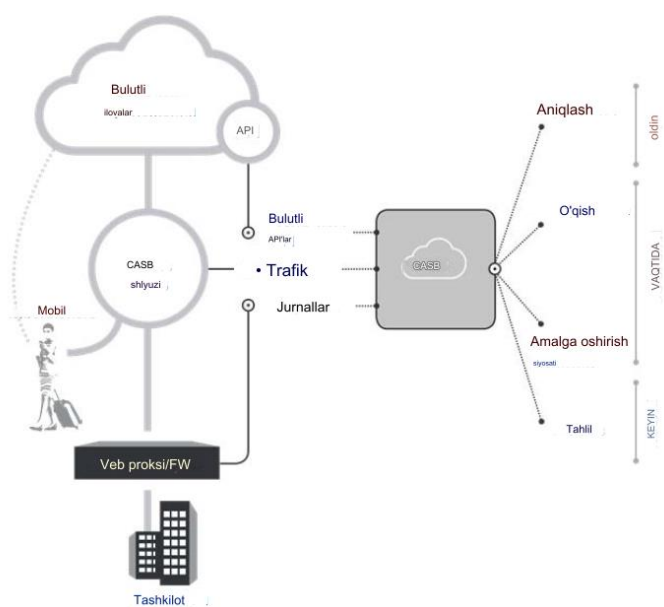 Bulutli
ilovalar
API
CASB
shlyuzi
Mobil
Veb proksi/FW
Tashkilot
Bulutli
API'lar
• Trafik
Jurnallar
CASB
Aniqlash
O'qish
Amalga oshirish
siyosati
Tahlil
oldin
VAQTIDA
KEYIN